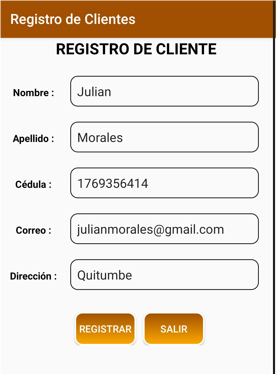 Registro de Clientes
REGISTRO DE CLIENTE
Nombre : Julian
Apellido : Morales
Cédula : 1769356414
Correo : julianmorales@gmail.com
Dirección : Quitumbe
REGISTRAR SALIR